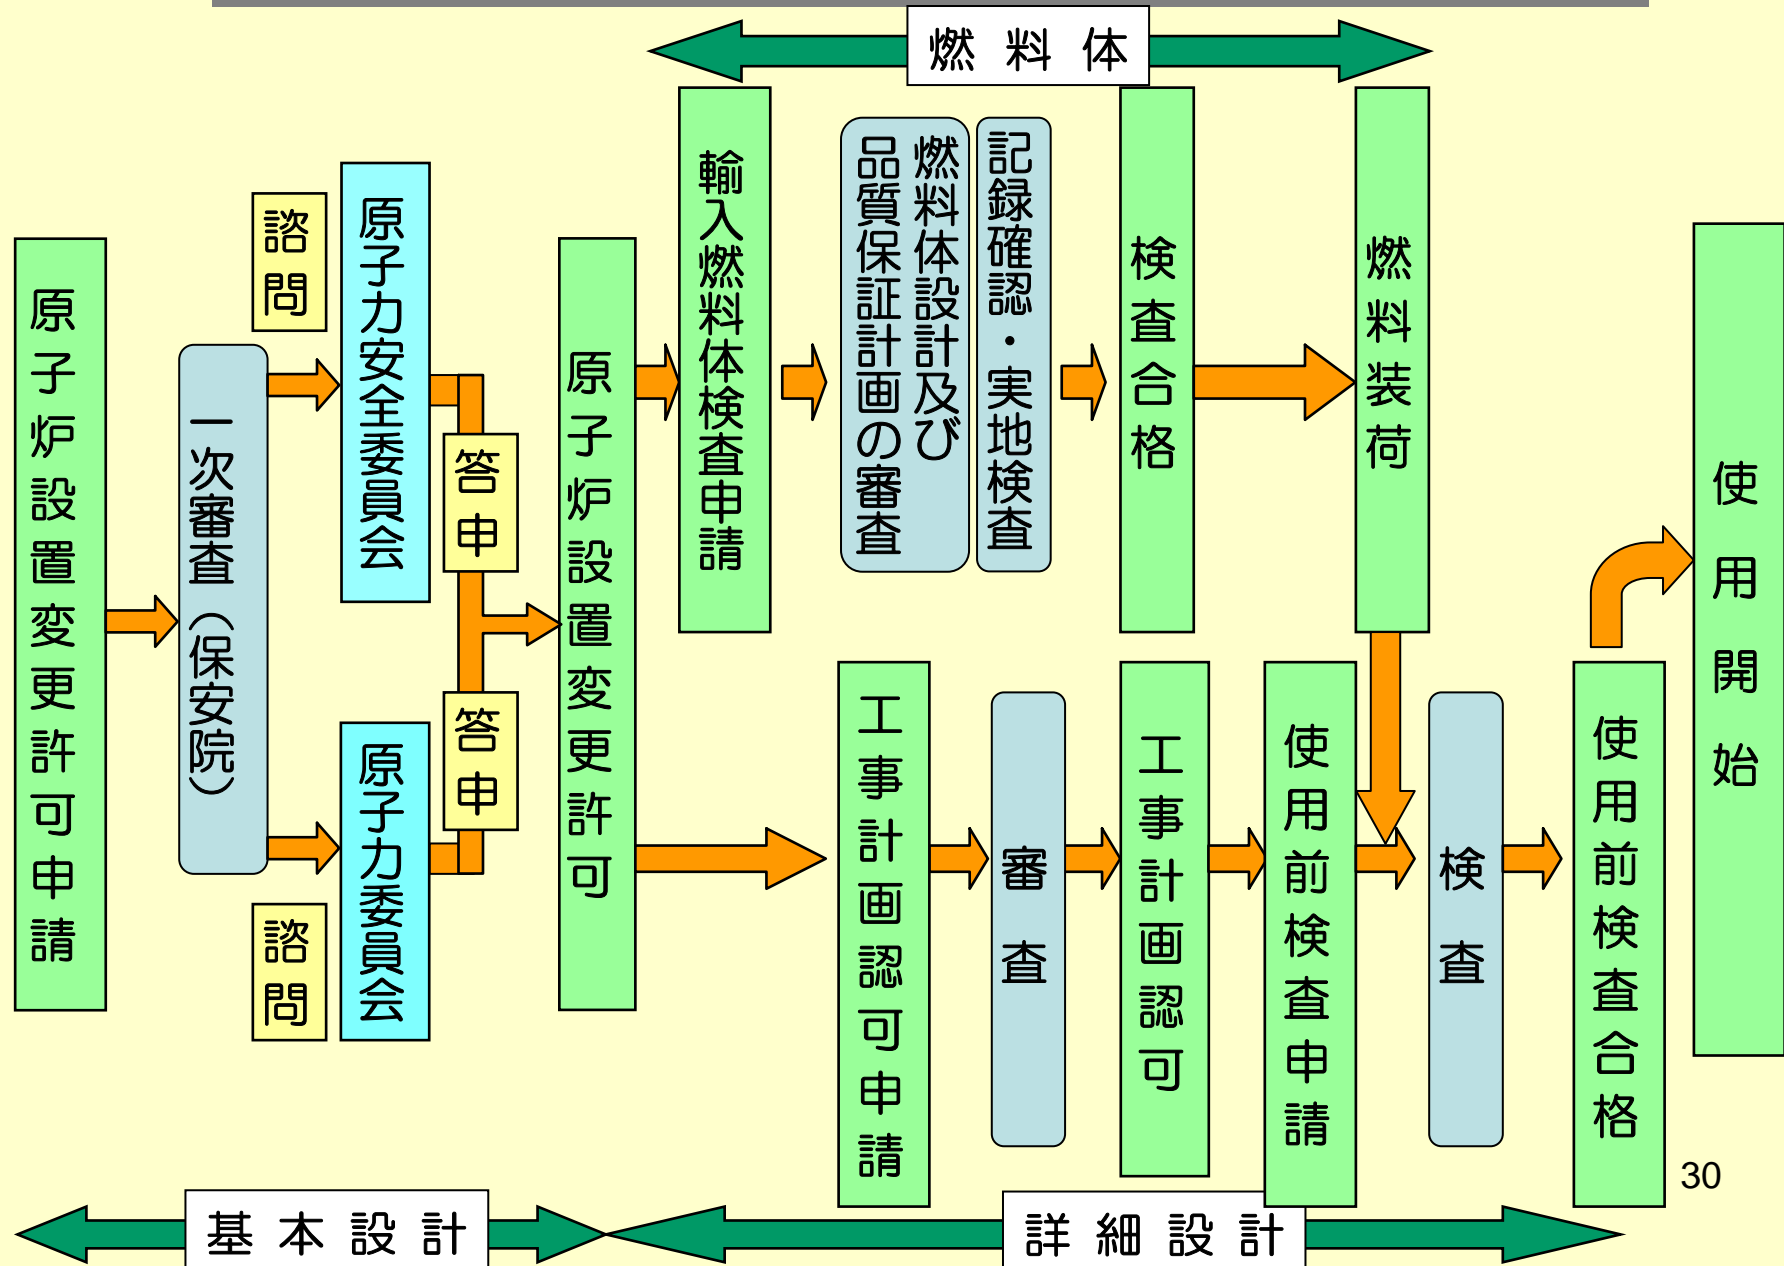 燃料体
原子炉設置変更許可申請
一次審査（保安院）
諮問
原子力安全委員会
答申
諮問
原子力委員会
答申
原子炉設置変更許可
輸入燃料体検査申請
燃料体設計及び
品質保証計画の審査
記録確認・実地検査
検査合格
燃料装荷
工事計画認可申請
審査
工事計画認可
使用前検査申請
検査
使用前検査合格
使用開始
基本設計
詳細設計
30